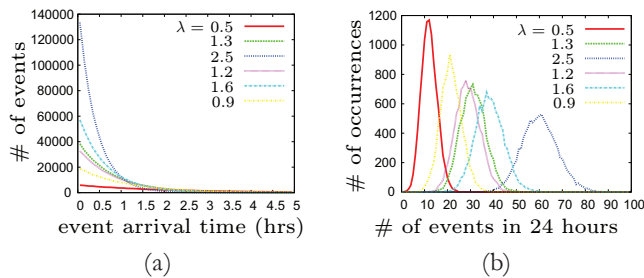 140000
120000
100000
80000
60000
40000
20000
0
# of events
λ = 0.5
1.3
2.5
1.2
1.6
0.9
0 0.5 1 1.5 2 2.5 3 3.5 4 4.5 5
event arrival time (hrs)
(a)
1200
1000
800
600
400
200
0
# of occurrences
λ = 0.5
1.3
2.5
1.2
1.6
0.9
0 10 20 30 40 50 60 70 80 90 100
# of events in 24 hours
(b)